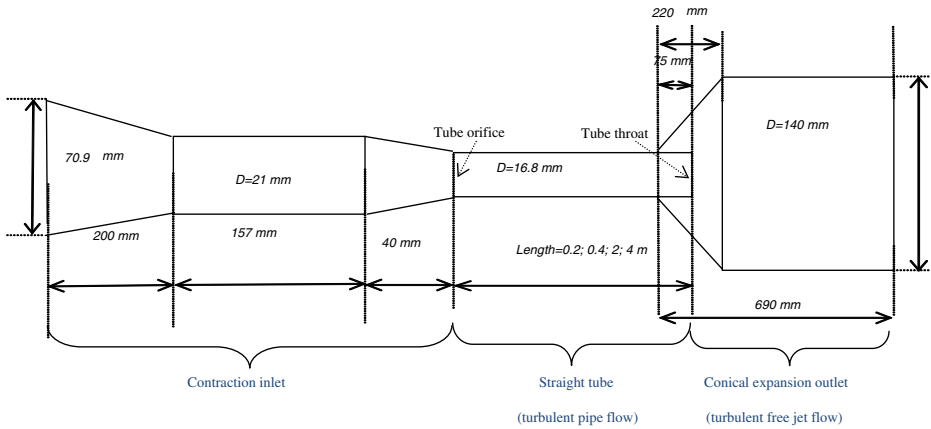 220 mm
75 mm
Tube orifice
Tube throat
D=140 mm
70.9 mm
D=21 mm
D=16.8 mm
200 mm
157 mm
40 mm
Length=0.2; 0.4; 2; 4 m
690 mm
Contraction inlet
Straight tube
Conical expansion outlet
(turbulent pipe flow)
(turbulent free jet flow)